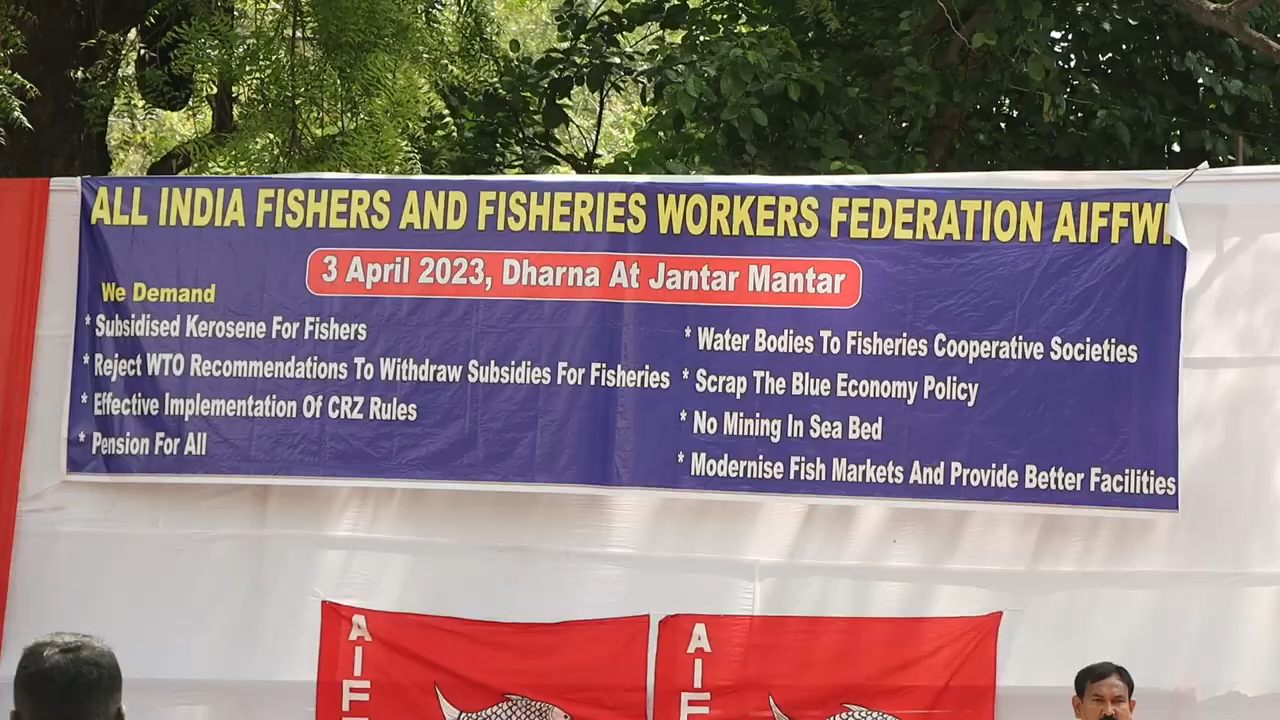 ALL INDIA FISHERS AND FISHERIES WORKERS FEDERATION AIFFWF
3 April 2023, Dharna At Jantar Mantar
We Demand
* Subsidised Kerosene For Fishers
* Reject WTO Recommendations To Withdraw Subsidies For Fisheries
* Effective Implementation Of CRZ Rules
* Pension For All
* Water Bodies To Fisheries Cooperative Societies
* Scrap The Blue Economy Policy
* No Mining In Sea Bed
* Modernise Fish Markets And Provide Better Facilities
AIF
AIF